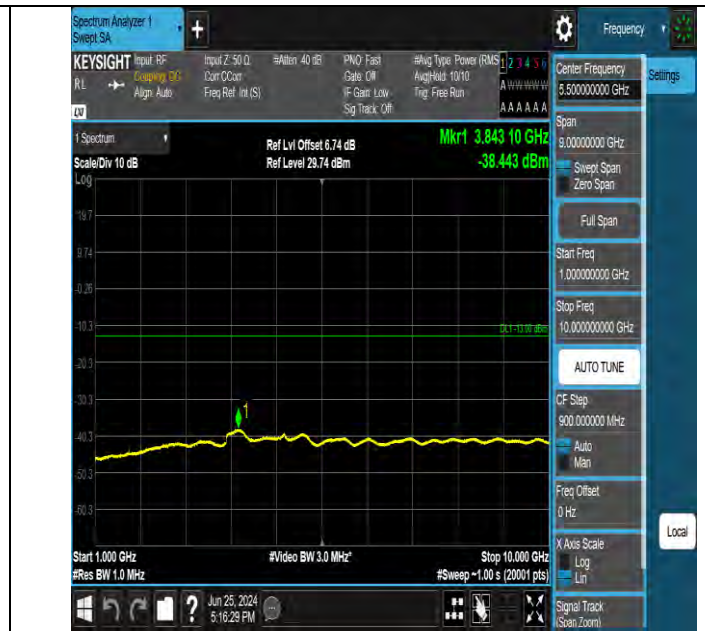 Spectrum Analyzer 1
Swept SA
+
Frequency
KEYSIGHT
RL
Input: RF
Coupling: DC
Align: Auto
Input Z: 50 Ω
Corr CCorr
Freq Ref: Int (S)
#Atten: 40 dB
PNO: Fast
Gate: Off
IF Gain: Low
Sig Track: Off
#Avg Type: Power (RMS
Avg|Hold: 10/10
Trig: Free Run
1 2 3 4 5 6
A W W W W W
A A A A A A
LXI
1 Spectrum
Scale/Div 10 dB
Log
Ref Lvl Offset 6.74 dB
Ref Level 29.74 dBm
Mkr1 3.843 10 GHz
-38.443 dBm
19.7
9.74
-0.26
-10.3
-20.3
-30.3
-40.3
-50.3
-60.3
DL1 -13.00 dBm
1
Start 1.000 GHz
#Res BW 1.0 MHz
#Video BW 3.0 MHz*
Stop 10.000 GHz
#Sweep ~1.00 s (20001 pts)
?
Jun 25, 2024
5:16:29 PM
Center Frequency
5.500000000 GHz
Settings
Span
9.00000000 GHz
Swept Span
Zero Span
Full Span
Start Freq
1.000000000 GHz
Stop Freq
10.000000000 GHz
AUTO TUNE
CF Step
900.000000 MHz
Auto
Man
Freq Offset
0 Hz
X Axis Scale
Log
Lin
Local
Signal Track
(Span Zoom)